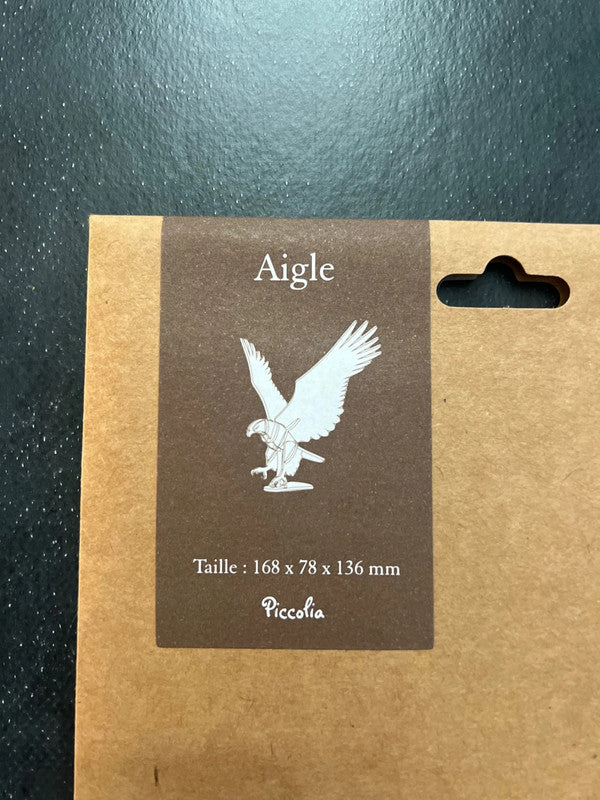 Aigle
Taille : 168 x 78 x 136 mm
Piccolia